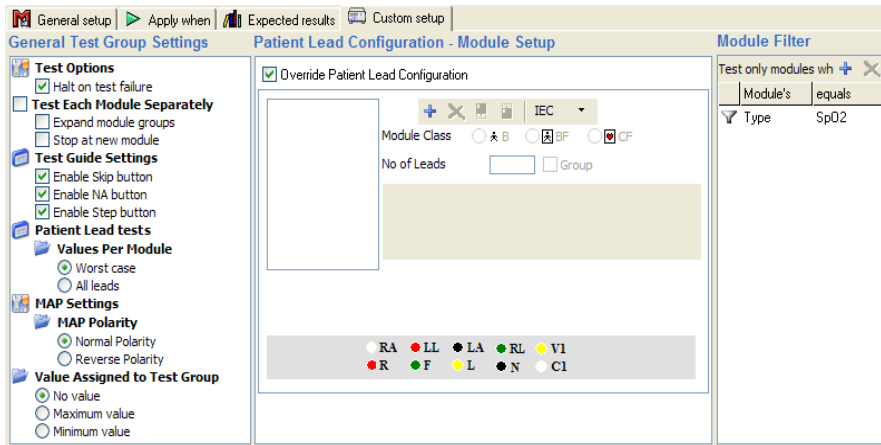 General setup Apply when Expected results Custom setup
General Test Group Settings
Test Options
Halt on test failure
Test Each Module Separately
Expand module groups
Stop at new module
Test Guide Settings
Enable Skip button
Enable NA button
Enable Step button
Patient Lead tests
Values Per Module
Worst case
All leads
MAP Settings
MAP Polarity
Normal Polarity
Reverse Polarity
Value Assigned to Test Group
No value
Maximum value
Minimum value
Patient Lead Configuration - Module Setup
Override Patient Lead Configuration
IEC
Module Class B BF CF
No of Leads Group
RA LL LA RL V1
R F L N C1
Module Filter
Test only modules wh
Module's equals
Type SpO2